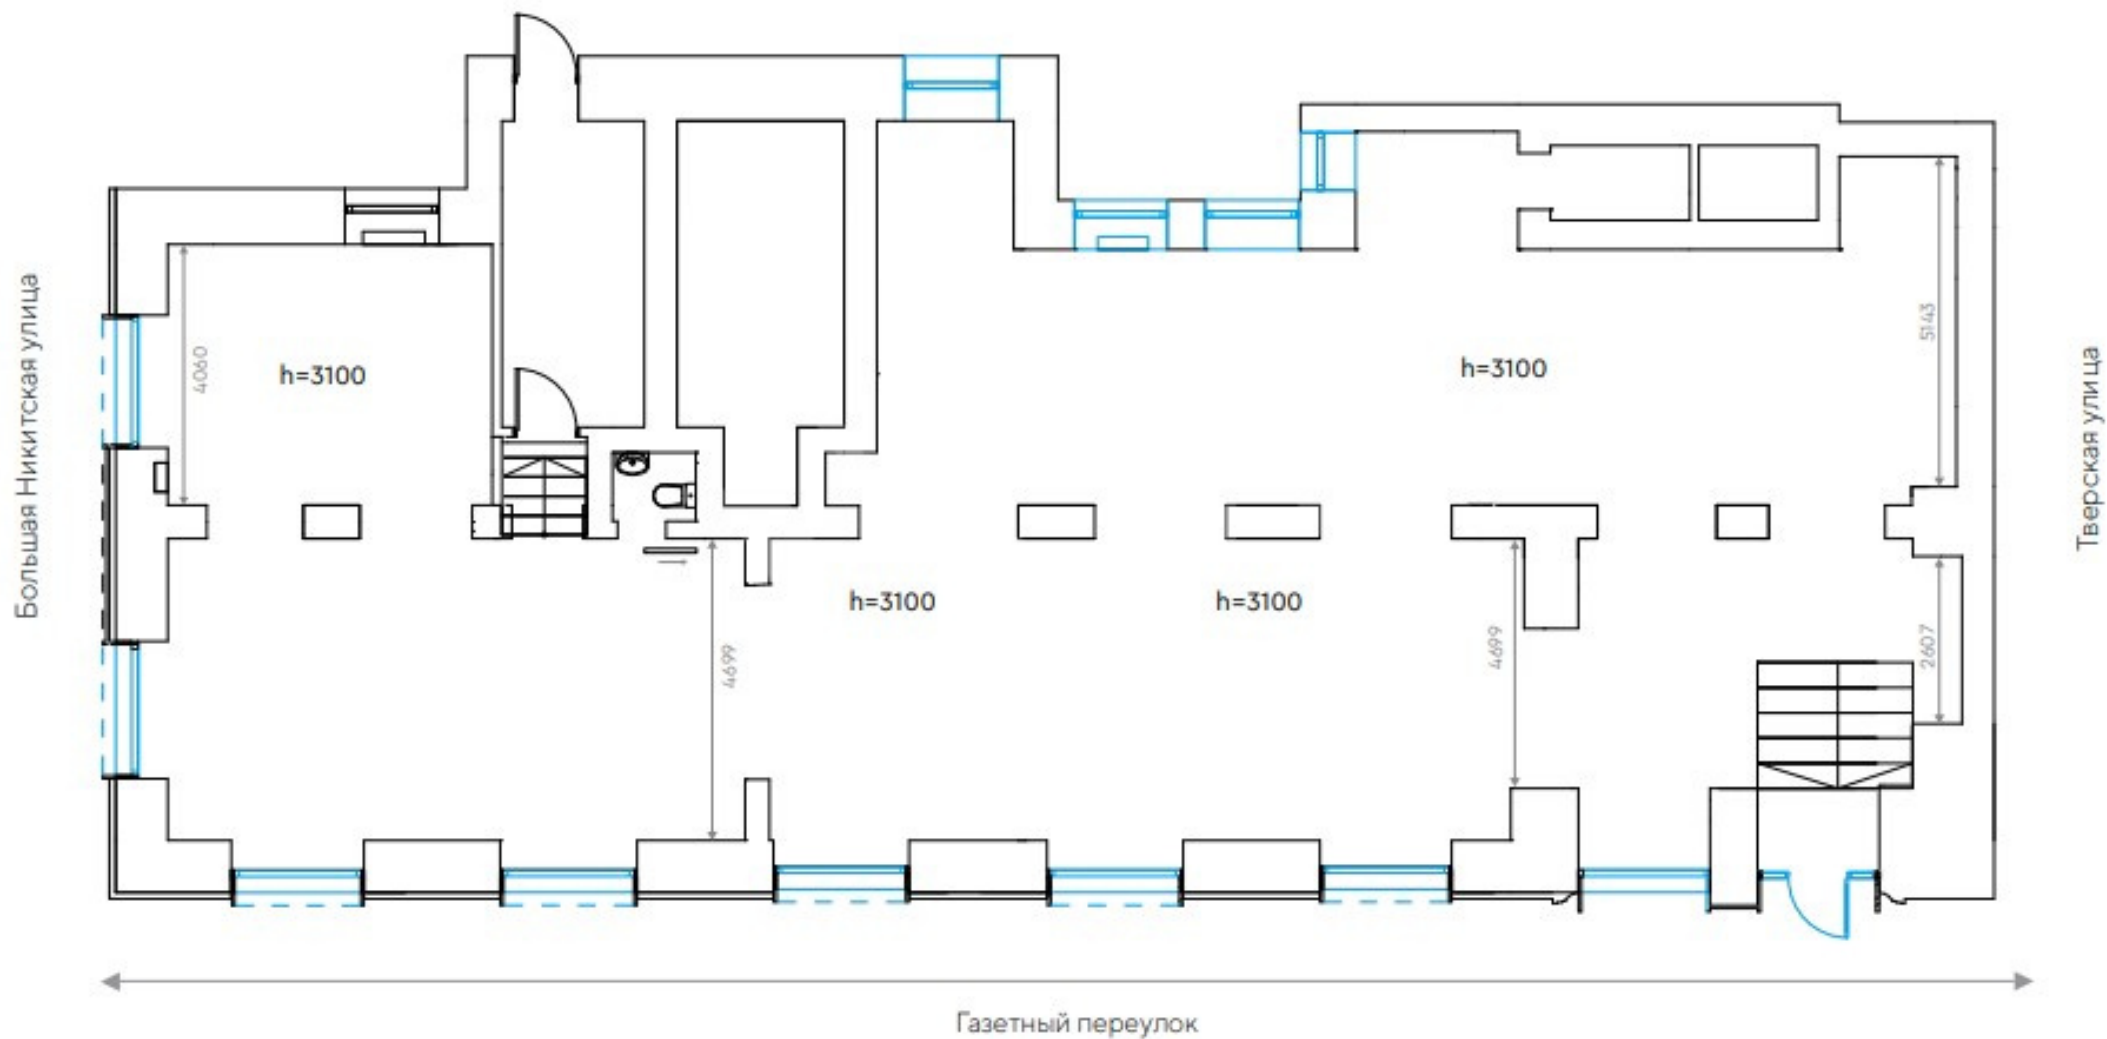 Большая Никитская улица
4060
h=3100
h=3100
5143
Тверская улица
h=3100
h=3100
4699
4699
2607
Газетный переулок